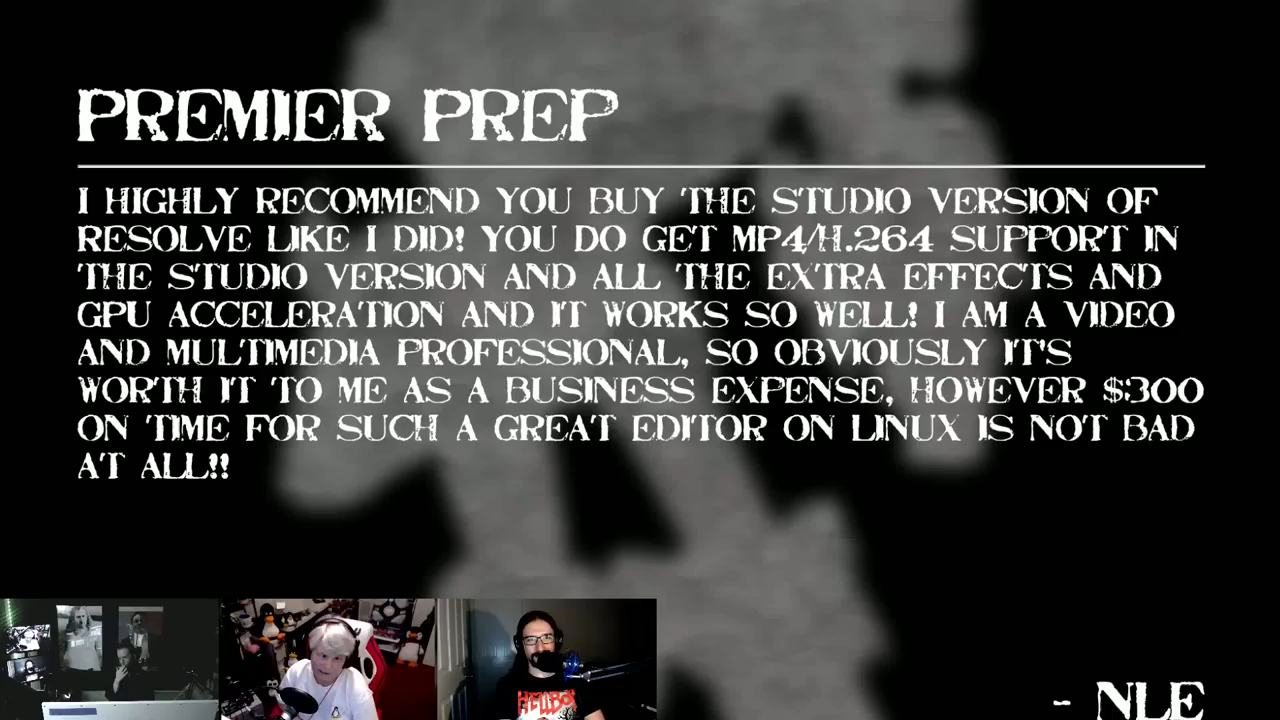 PREMIER PREP
I HIGHLY RECOMMEND YOU BUY THE STUDIO VERSION OF
RESOLVE LIKE I DID! YOU DO GET MP4/H.264 SUPPORT IN
THE STUDIO VERSION AND ALL THE EXTRA EFFECTS AND
GPU ACCELERATION AND IT WORKS SO WELL! I AM A VIDEO
AND MULTIMEDIA PROFESSIONAL, SO OBVIOUSLY IT'S
WORTH IT TO ME AS A BUSINESS EXPENSE, HOWEVER $300
ON TIME FOR SUCH A GREAT EDITOR ON LINUX IS NOT BAD
AT ALL!!
HELLBOY
- NLE